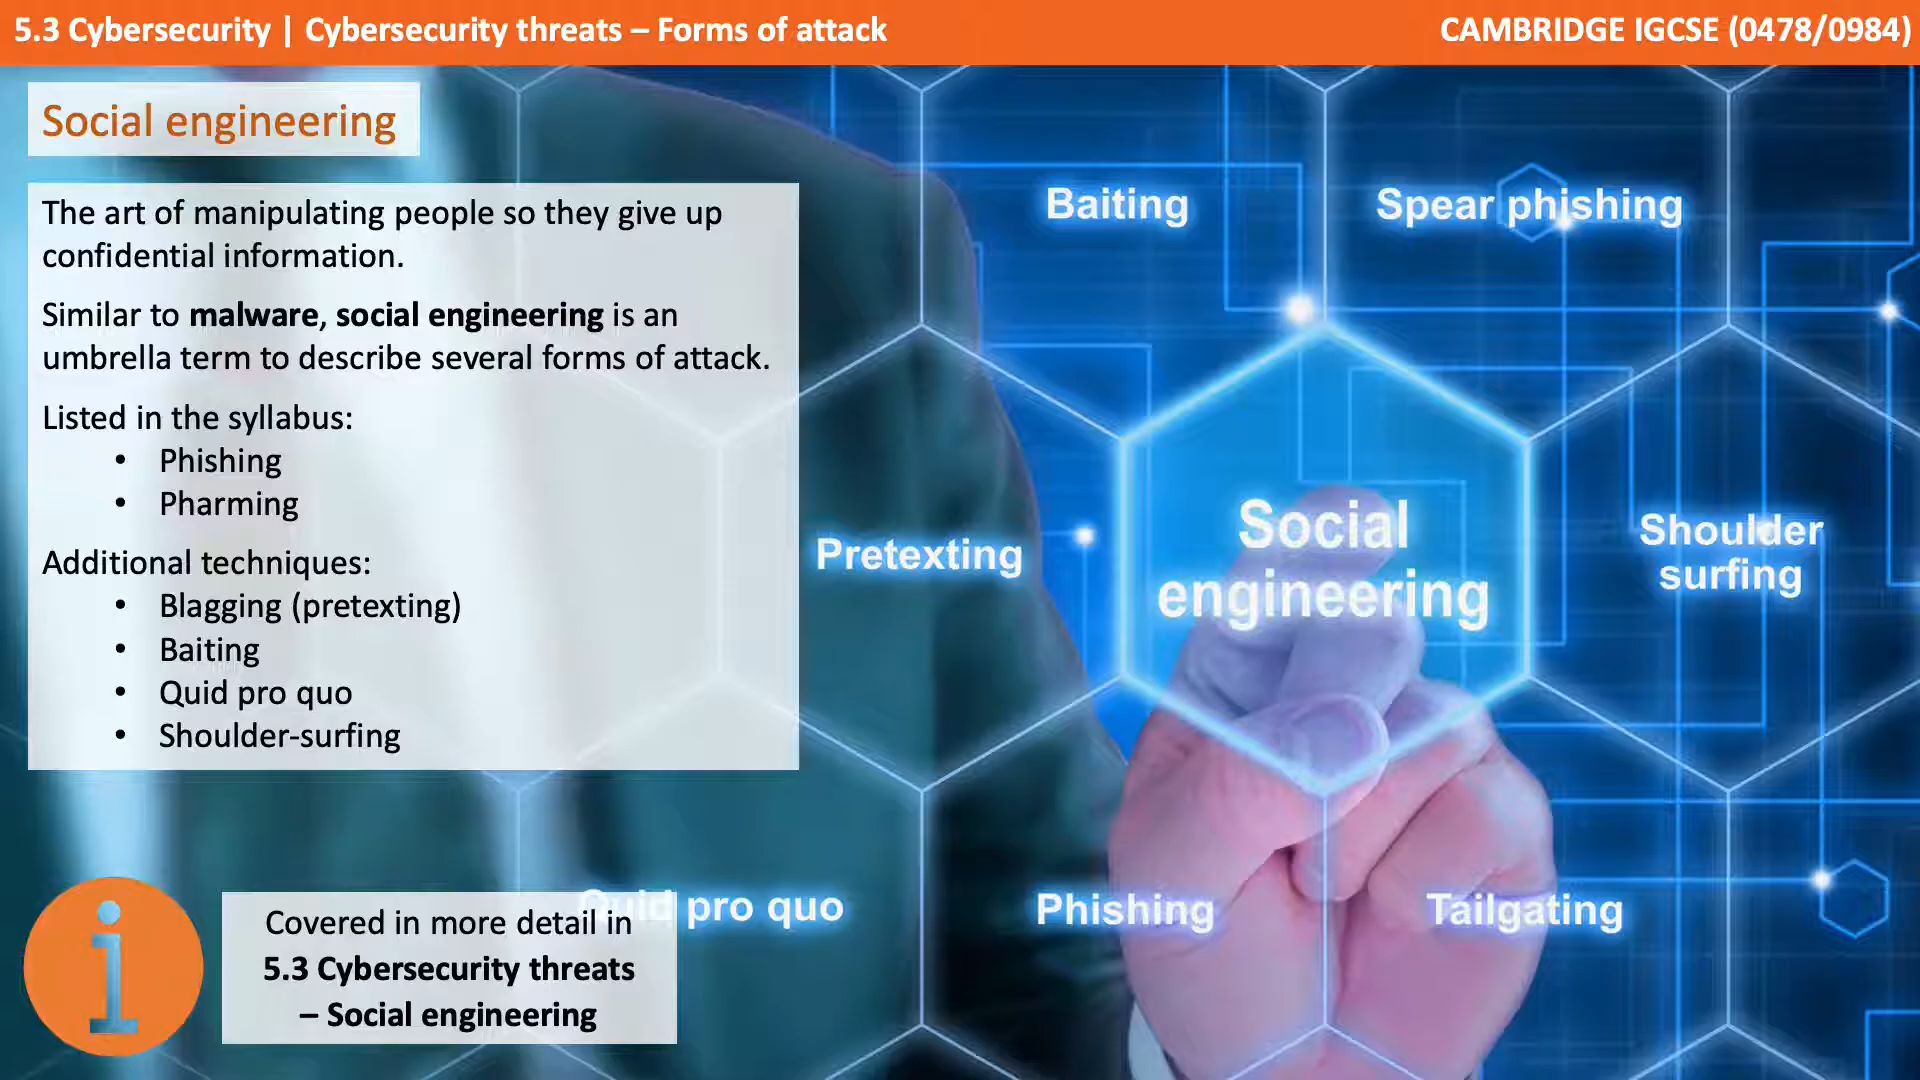 5.3 Cybersecurity | Cybersecurity threats – Forms of attack
CAMBRIDGE IGCSE (0478/0984)
Social engineering
The art of manipulating people so they give up
confidential information.
Similar to malware, social engineering is an
umbrella term to describe several forms of attack.
Listed in the syllabus:
• Phishing
• Pharming
Additional techniques:
• Blagging (pretexting)
• Baiting
• Quid pro quo
• Shoulder-surfing
Baiting
Spear phishing
Pretexting
Social
engineering
Shoulder
surfing
Quid pro quo
Phishing
Tailgating
Covered in more detail in
5.3 Cybersecurity threats
– Social engineering